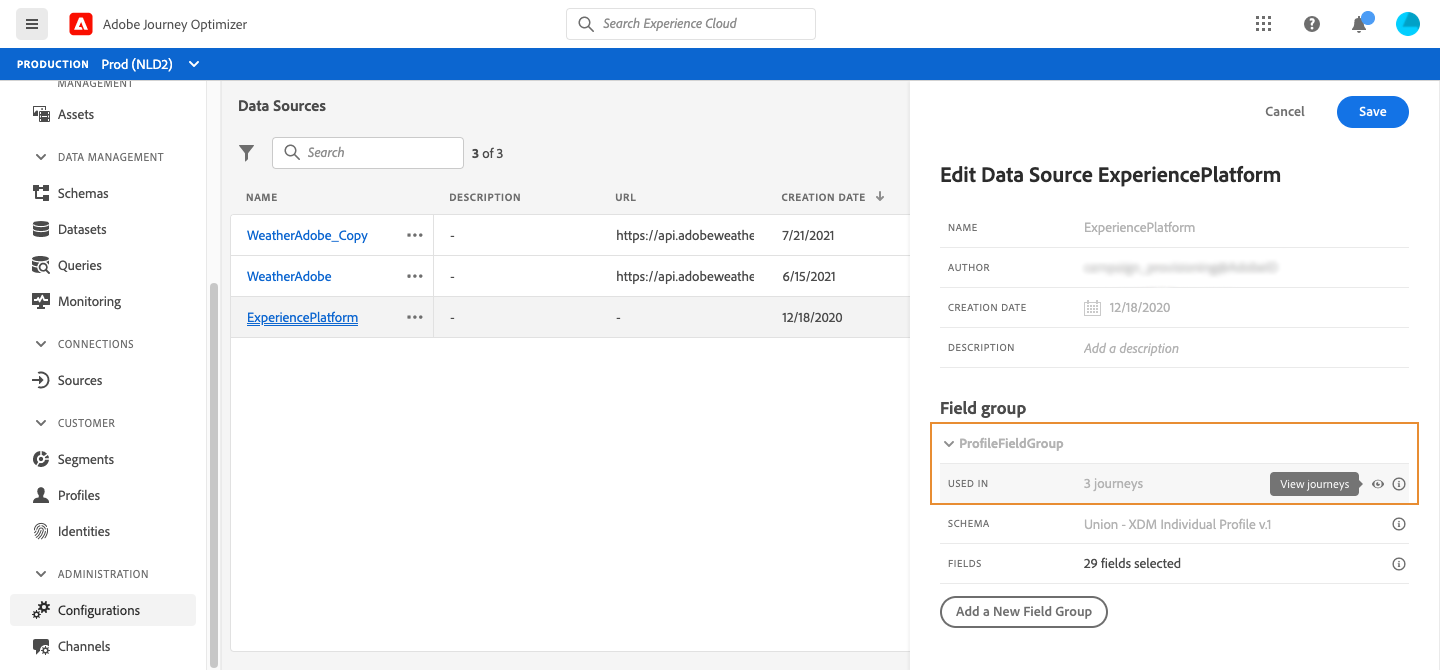 Adobe Journey Optimizer
Search Experience Cloud
PRODUCTION Prod (NLD2)
MANAGEMENT
Assets
DATA MANAGEMENT
Schemas
Datasets
Queries
Monitoring
CONNECTIONS
Sources
CUSTOMER
Segments
Profiles
Identities
ADMINISTRATION
Configurations
Channels
Data Sources
Search
3 of 3
NAME DESCRIPTION URL CREATION DATE
WeatherAdobe_Copy - https://api.adobeweathe 7/21/2021
WeatherAdobe - https://api.adobeweathe 6/15/2021
ExperiencePlatform - - 12/18/2020
Cancel Save
Edit Data Source ExperiencePlatform
NAME ExperiencePlatform
AUTHOR
CREATION DATE 12/18/2020
DESCRIPTION Add a description
Field group
ProfileFieldGroup
USED IN 3 journeys View journeys
SCHEMA Union - XDM Individual Profile v.1
FIELDS 29 fields selected
Add a New Field Group